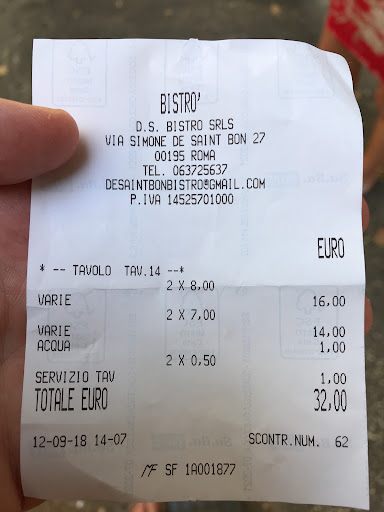 BISTRO'
D.S. BISTRO SRLS
VIA SIMONE DE SAINT BON 27
00195 ROMA
TEL. 063725637
DESAINTBONBISTRO@GMAIL.COM
P.IVA 14525701000
EURO
* -- TAVOLO TAV.14 --*
2 X 8,00
VARIE 16,00
2 X 7,00
VARIE 14,00
ACQUA 1,00
2 X 0,50
SERVIZIO TAV 1,00
TOTALE EURO 32,00
12-09-18 14-07 SCONTR.NUM. 62
MF SF 1A001877